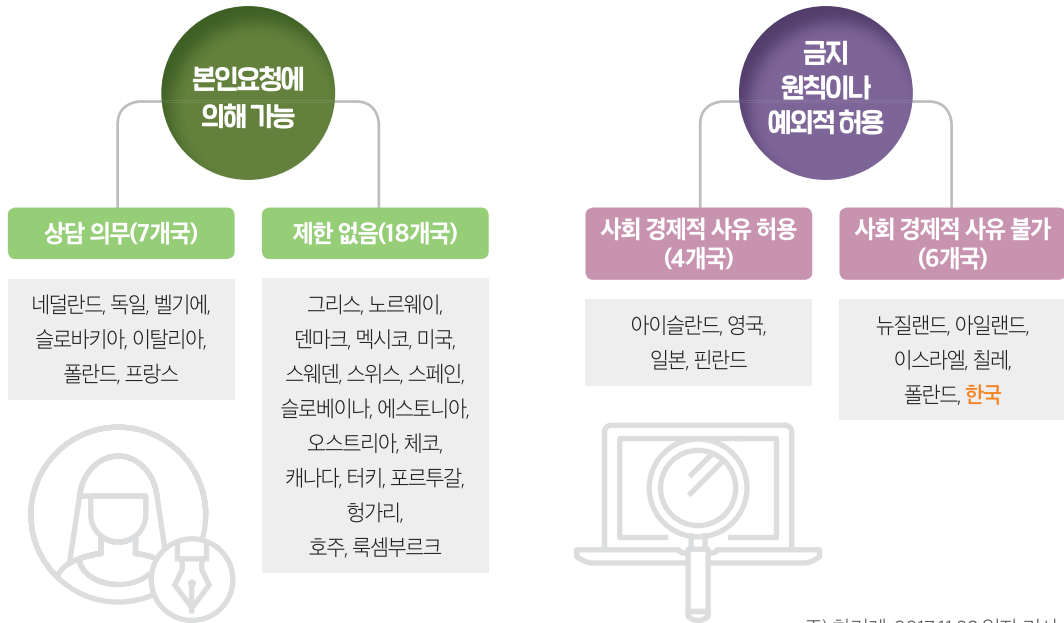 본인요청에
의해 가능
상담 의무(7개국)
네덜란드, 독일, 벨기에,
슬로바키아, 이탈리아,
폴란드, 프랑스
제한 없음(18개국)
그리스, 노르웨이,
덴마크, 멕시코, 미국,
스웨덴, 스위스, 스페인,
슬로베이나, 에스토니아,
오스트리아, 체코,
캐나다, 터키, 포르투갈,
헝가리,
호주, 룩셈부르크
금지
원칙이나
예외적 허용
사회 경제적 사유 허용
(4개국)
아이슬란드, 영국,
일본, 핀란드
사회 경제적 사유 불가
(6개국)
뉴질랜드, 아일랜드,
이스라엘, 칠레,
폴란드, 한국